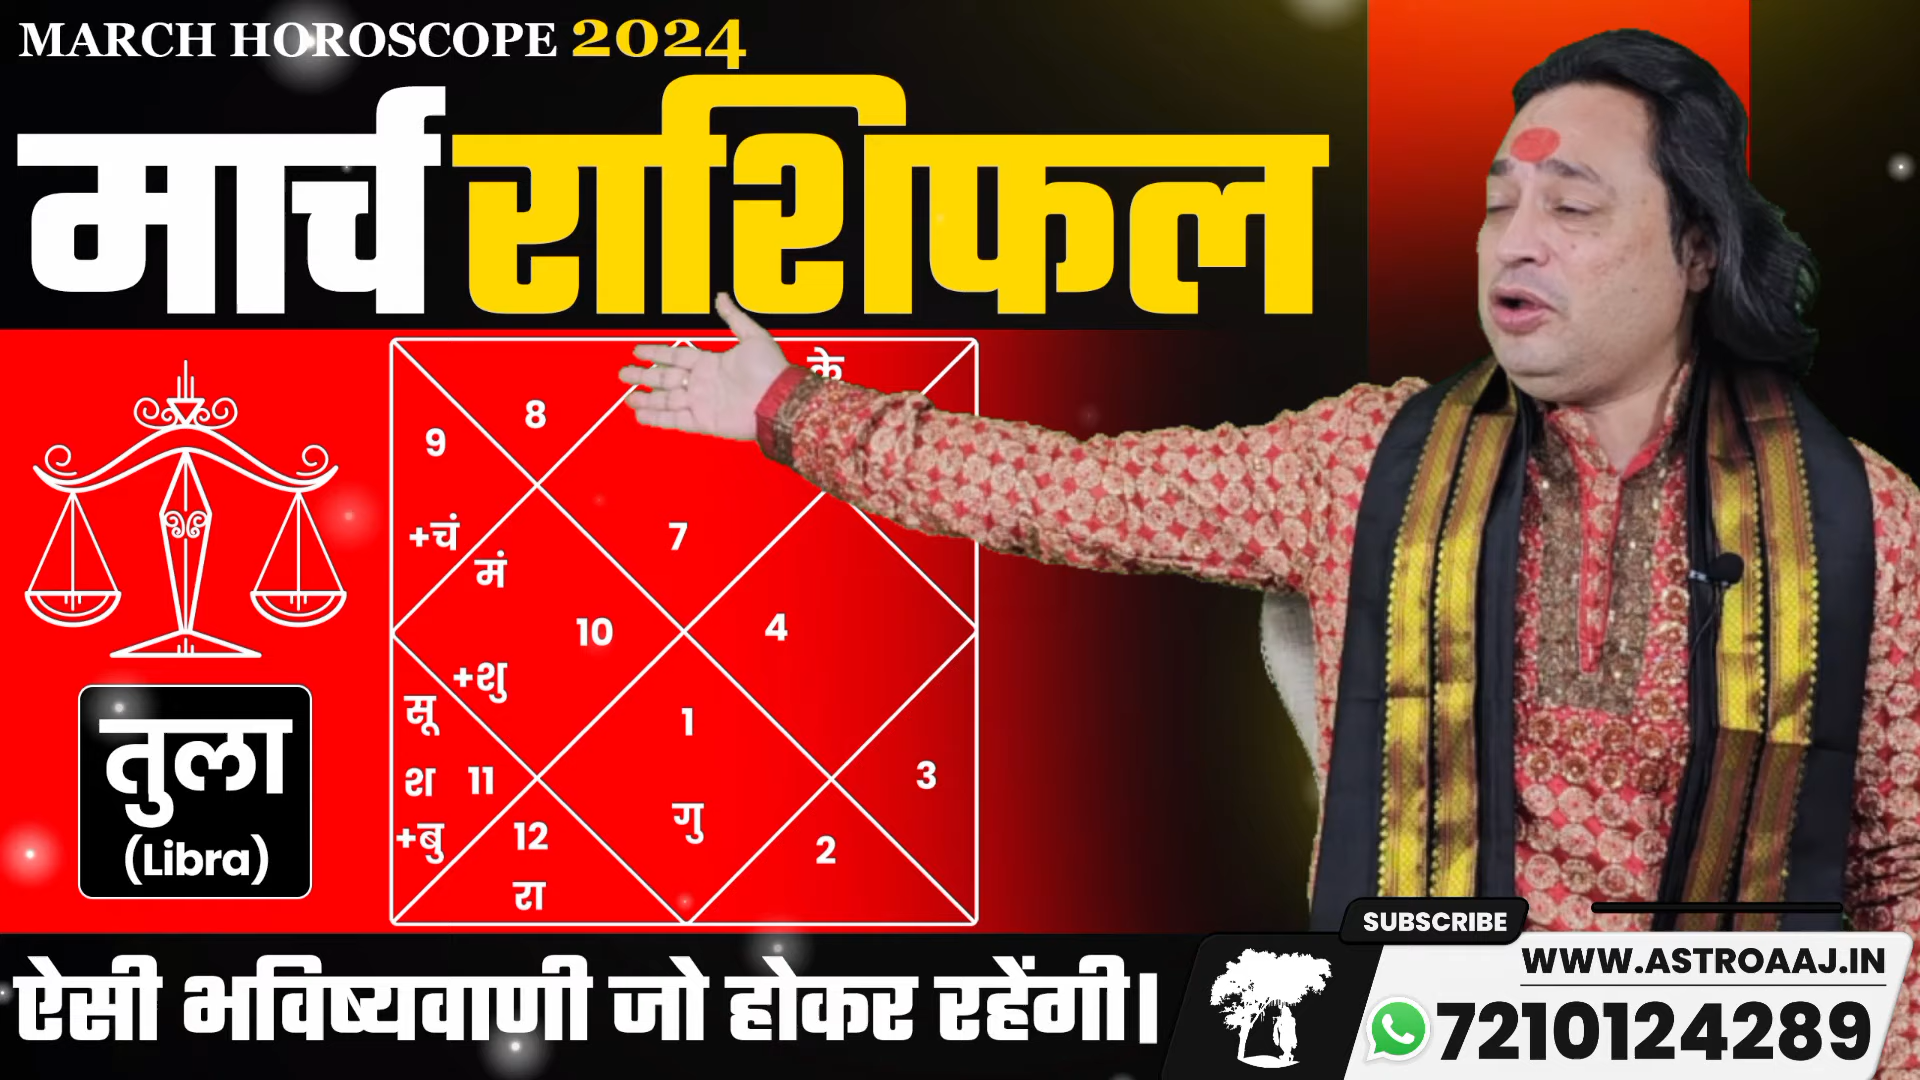 MARCH HOROSCOPE 2024
मार्च राशिफल
के
8
9
+चं
मं
7
10
4
+शु
सू
1
श 11
3
+बु
12
गु
2
रा
तुला
(Libra)
SUBSCRIBE
WWW.ASTROAAJ.IN
7210124289
ऐसी भविष्यवाणी जो होकर रहेंगी।